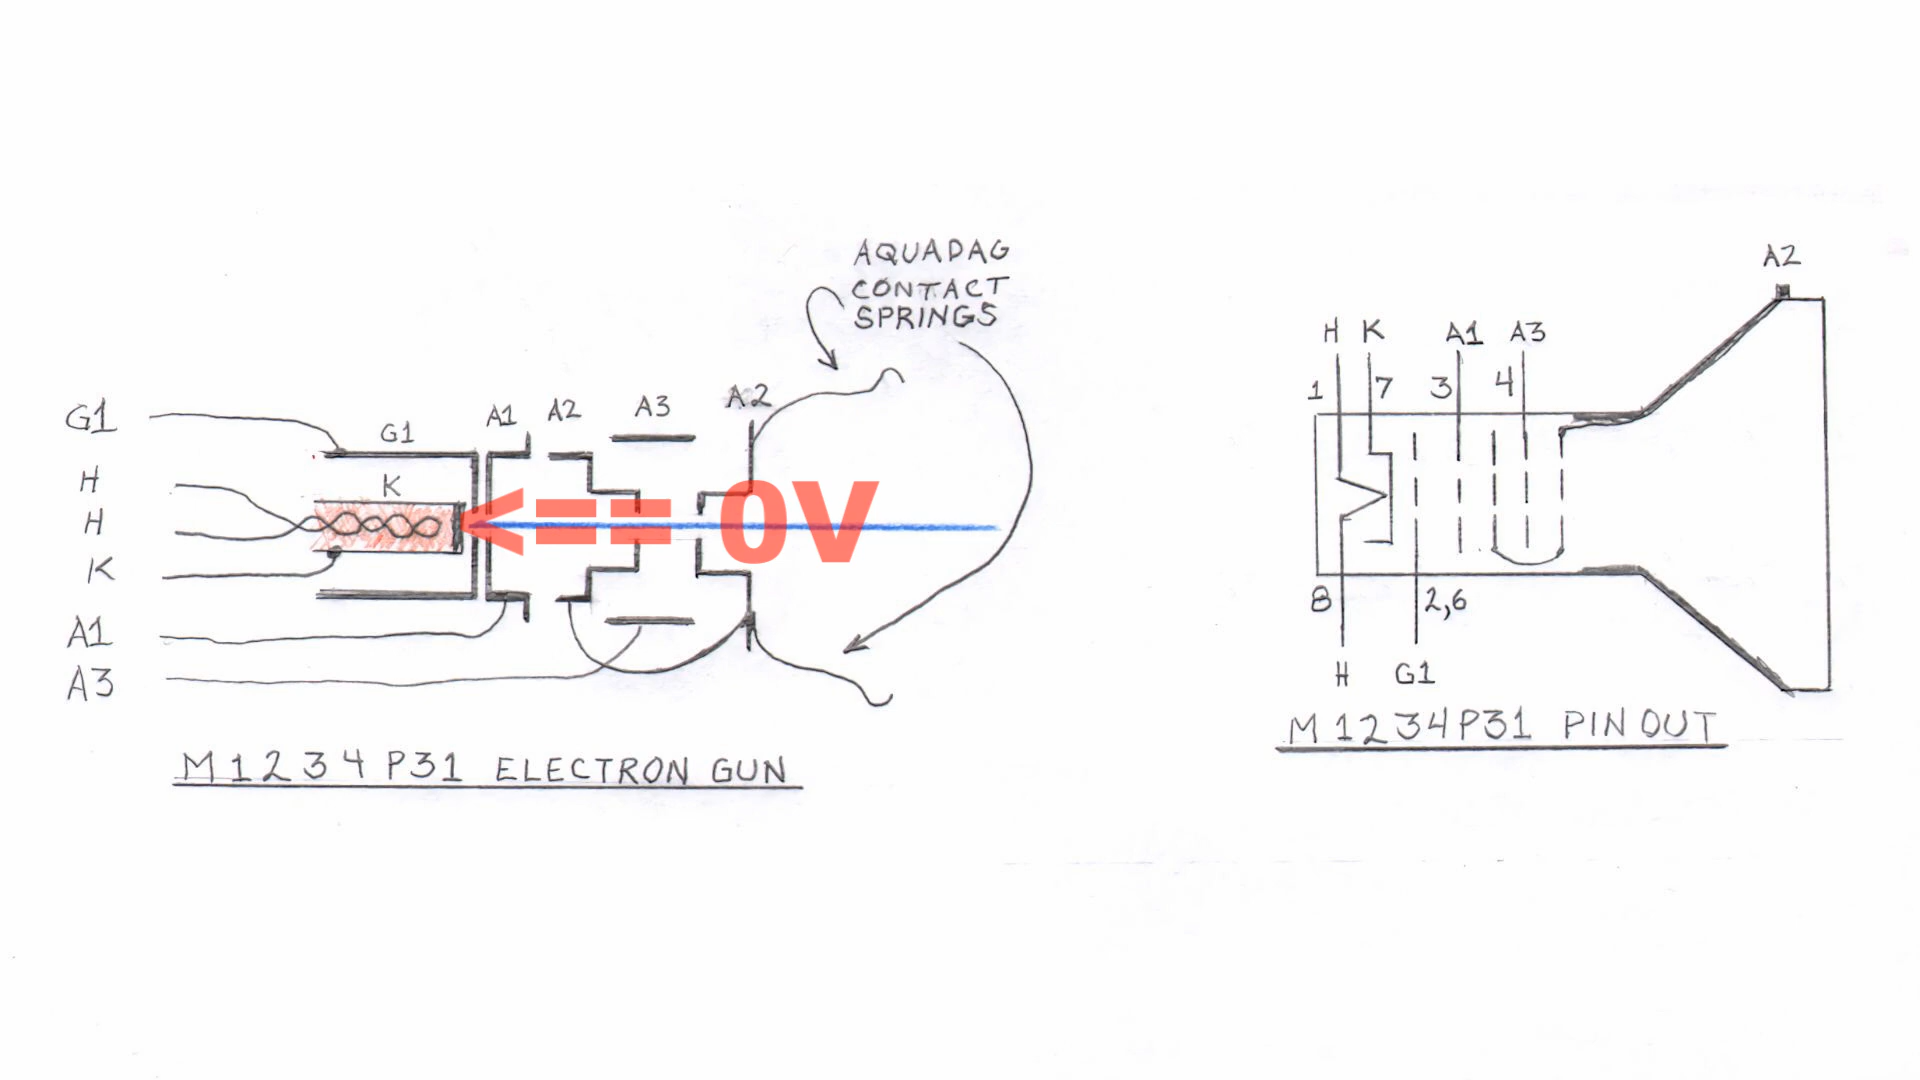 AQUADAG
CONTACT
SPRINGS
G1
H
H
K
A1
A3
G1
K
A1
A2
A3
A2
<== 0V
M1234P31 ELECTRON GUN
A2
H
K
A1
A3
1
7
3
4
8
2,6
H
G1
M1234P31 PIN OUT